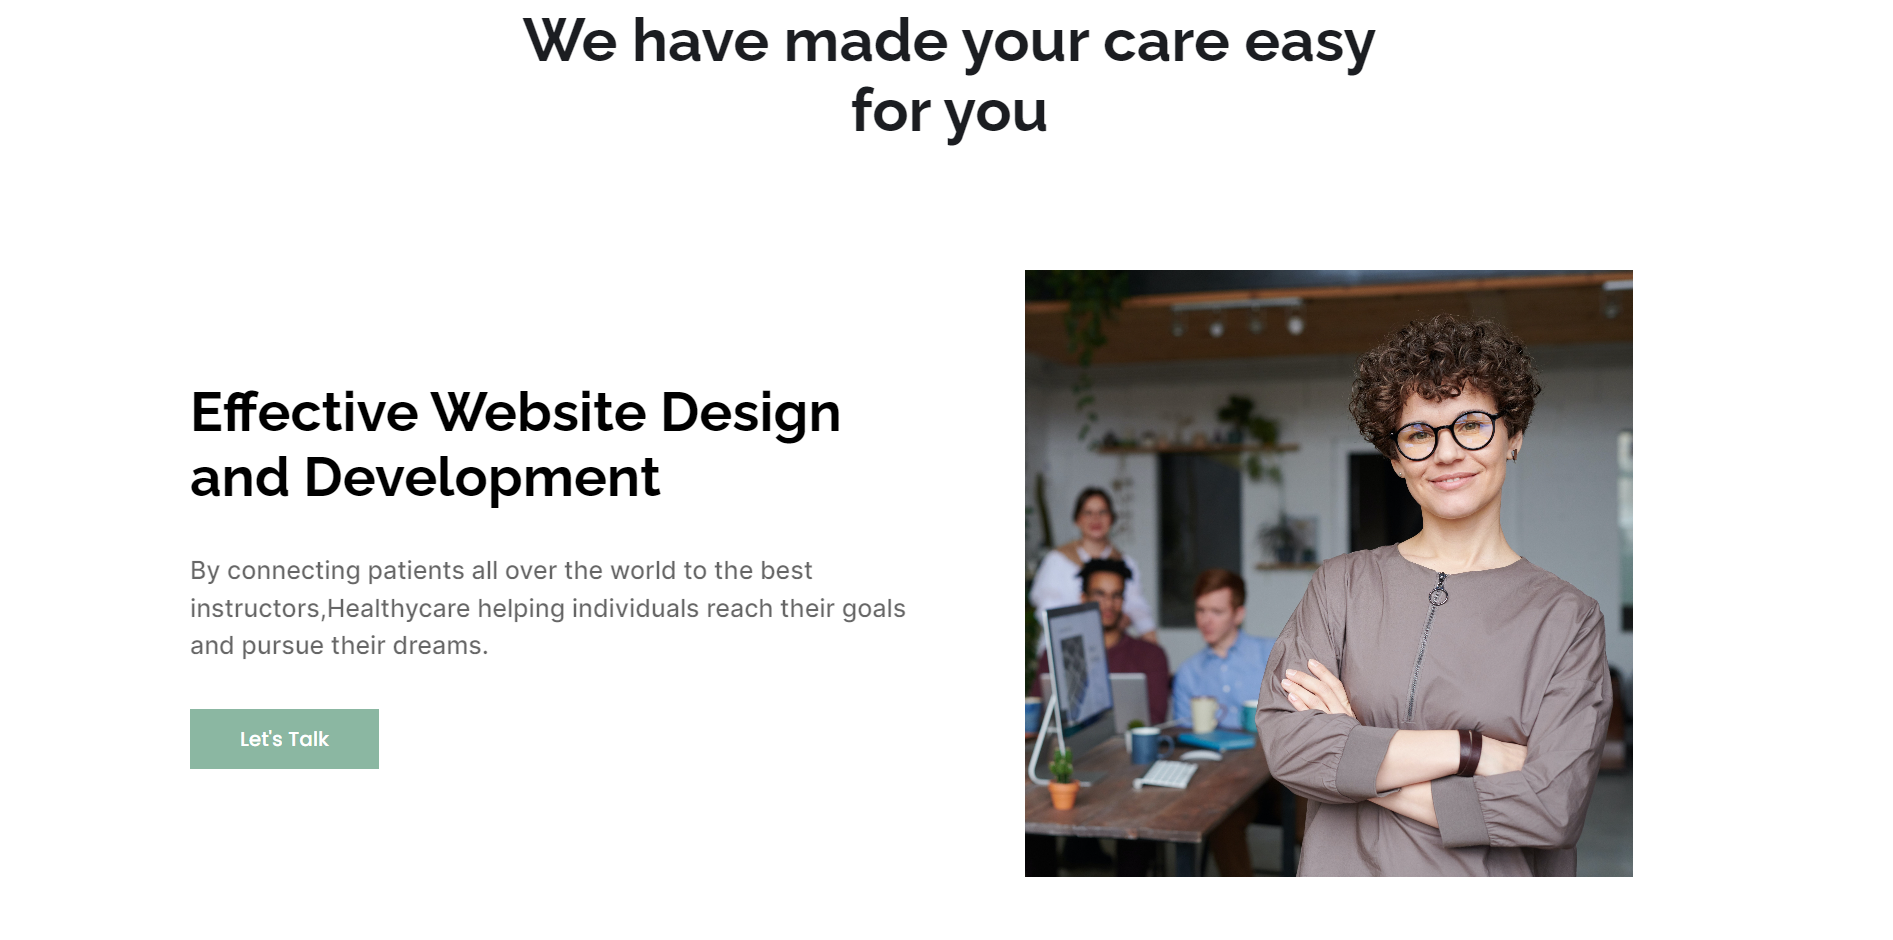 We have made your care easy
for you
Effective Website Design
and Development
By connecting patients all over the world to the best
instructors,Healthycare helping individuals reach their goals
and pursue their dreams.
Let's Talk